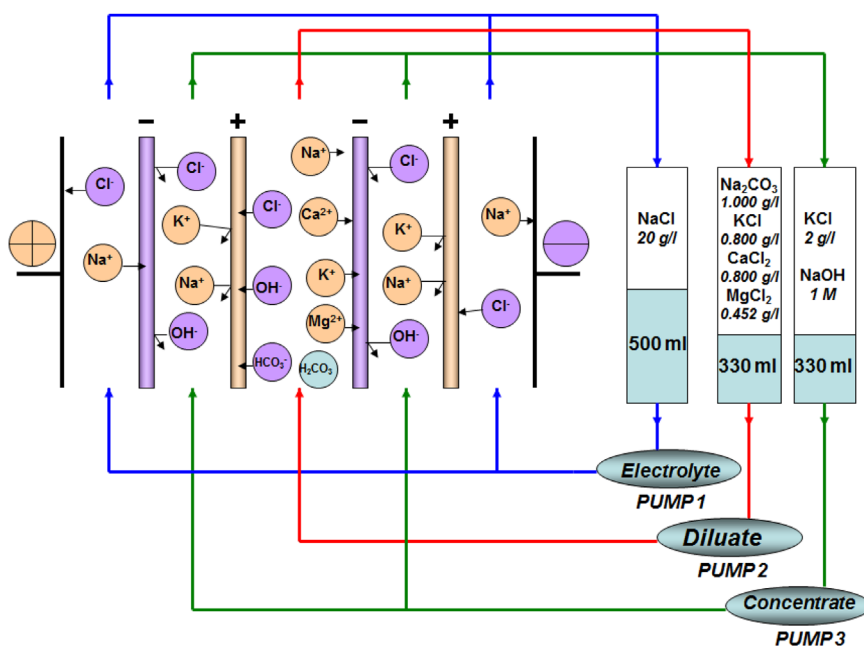 − + − +
Cl⁻
Na⁺
Cl⁻
K⁺
Na⁺
OH⁻
Cl⁻
OH⁻
HCO₃⁻
Na⁺
Ca²⁺
K⁺
Mg²⁺
H₂CO₃
Cl⁻
K⁺
Na⁺
OH⁻
Na⁺
Cl⁻
NaCl
20 g/l
500 ml
Na₂CO₃
1.000 g/l
KCl
0.800 g/l
CaCl₂
0.800 g/l
MgCl₂
0.452 g/l
330 ml
KCl
2 g/l
NaOH
1 M
330 ml
Electrolyte
PUMP 1
Diluate
PUMP 2
Concentrate
PUMP 3